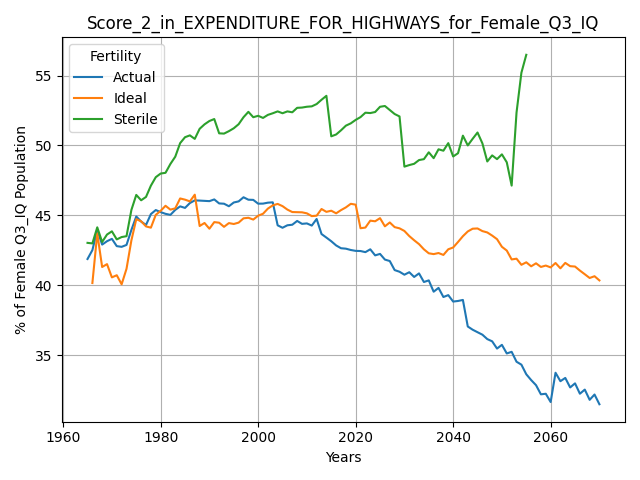 Score_2_in_EXPENDITURE_FOR_HIGHWAYS_for_Female_Q3_IQ
Fertility
Actual
Ideal
Sterile
% of Female Q3_IQ Population
55
50
45
40
35
1960
1980
2000
2020
2040
2060
Years